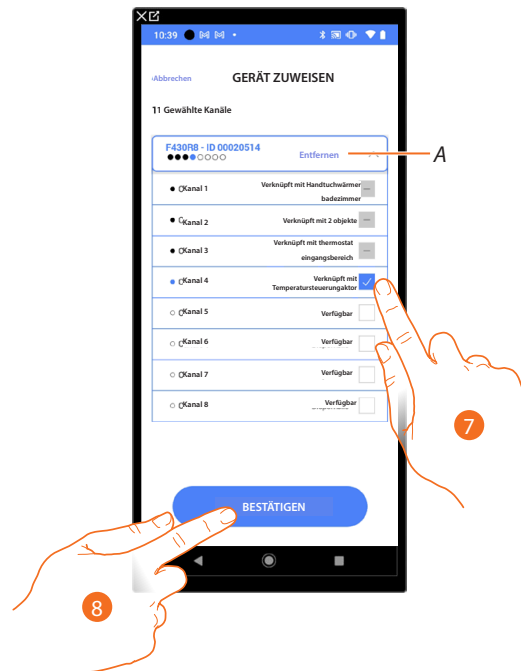 10:39
‹Abbrechen GERÄT ZUWEISEN
11 Gewählte Kanäle
F430R8 - ID 00020514
Entfernen
A
Kanal 1 Verknüpft mit Handtuchwärmer
badezimmer
Kanal 2 Verknüpft mit 2 objekte
Kanal 3 Verknüpft mit thermostat
eingangsbereich
Kanal 4 Verknüpft mit
Temperatursteuerungaktor
Kanal 5 Verfügbar
Kanal 6 Verfügbar
Kanal 7 Verfügbar
Kanal 8 Verfügbar
7
BESTÄTIGEN
8